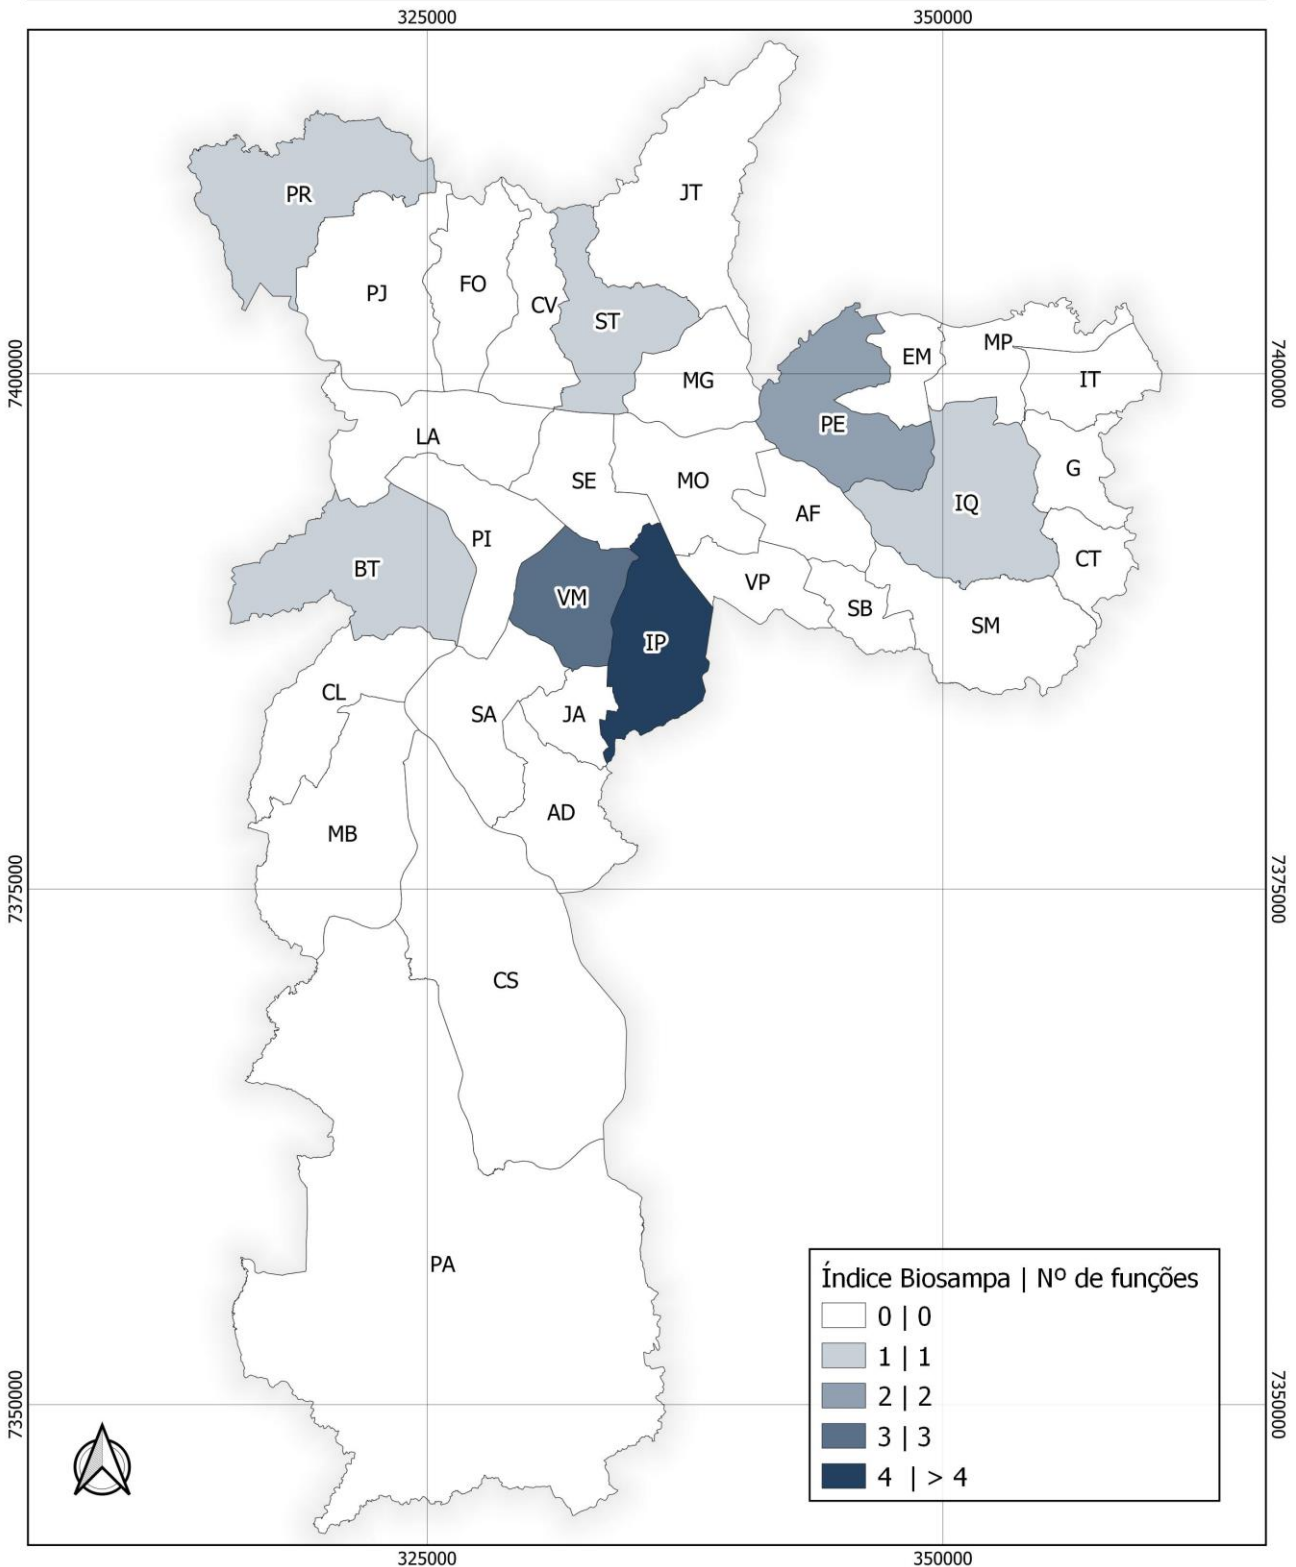 325000 350000
JT
PR
FO
PJ
CV
ST
MP
EM
7400000 7400000
IT
MG
PE
LA
G
SE
MO
IQ
AF
PI
CT
BT
VP
VM
SB
SM
IP
CL
SA
JA
AD
MB
7375000 7375000
CS
PA
Índice Biosampa | Nº de funções
0 | 0
1 | 1
2 | 2
7350000 7350000
3 | 3
4 | > 4
325000 350000